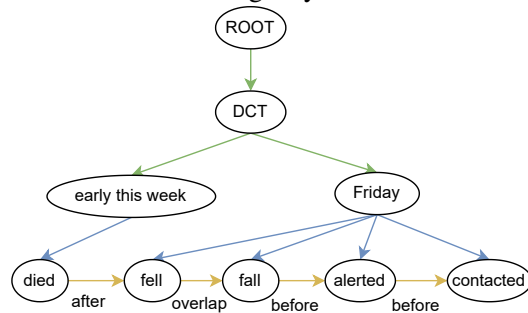 ROOT
DCT
early this week
Friday
died
fell
fall
alerted
contacted
after
overlap
before
before